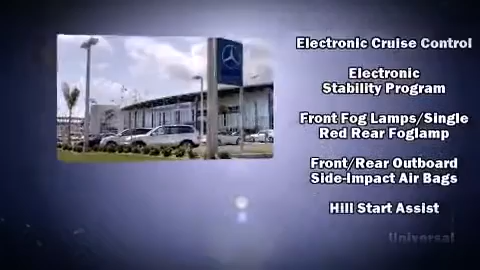 Electronic Cruise Control
Electronic
Stability Program
Front Fog Lamps/Single
Red Rear Foglamp
Front/Rear Outboard
Side-Impact Air Bags
Hill Start Assist
Universal